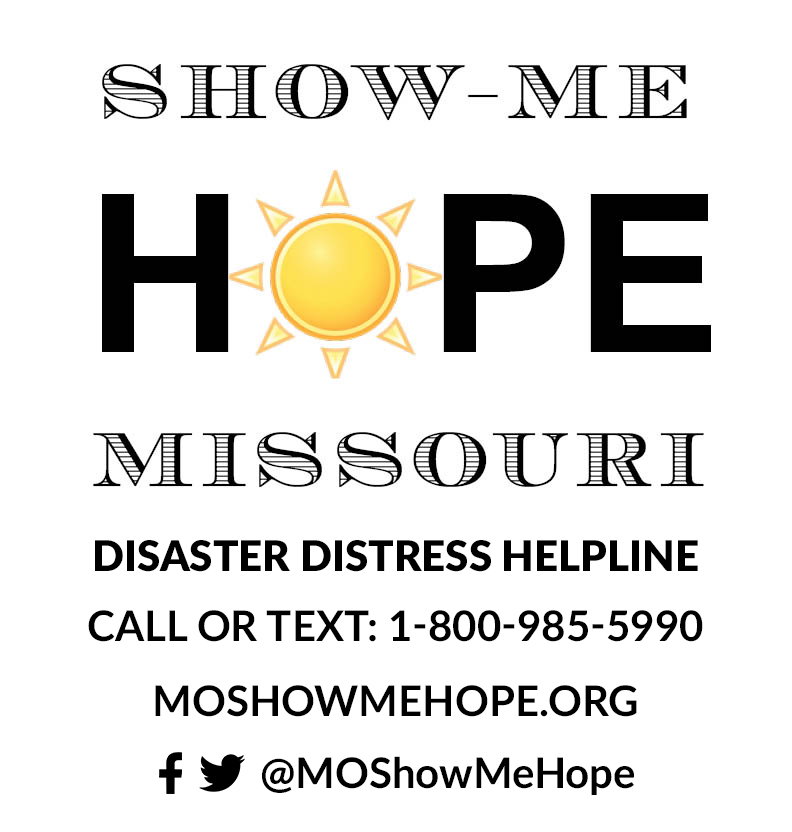 SHOW-ME
HOPE
MISSOURI
DISASTER DISTRESS HELPLINE
CALL OR TEXT: 1-800-985-5990
MOSHOWMEHOPE.ORG
@MOShowMeHope